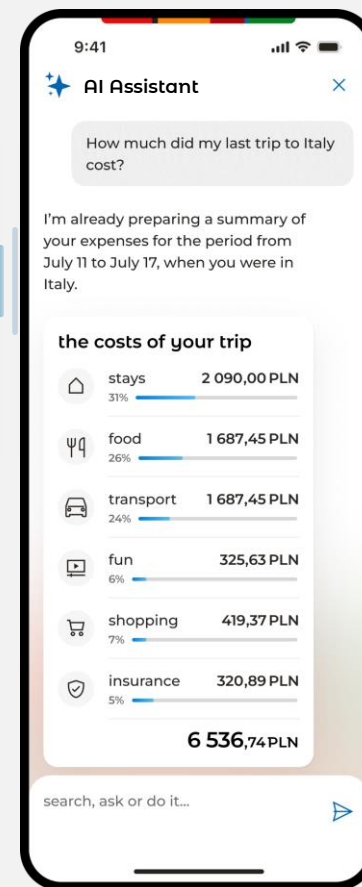 9:41
AI Assistant
How much did my last trip to Italy
cost?
I'm already preparing a summary of
your expenses for the period from
July 11 to July 17, when you were in
Italy.
the costs of your trip
stays 2 090,00 PLN
31%
food 1 687,45 PLN
26%
transport 1 687,45 PLN
24%
fun 325,63 PLN
6%
shopping 419,37 PLN
7%
insurance 320,89 PLN
5%
6 536,74 PLN
search, ask or do it...